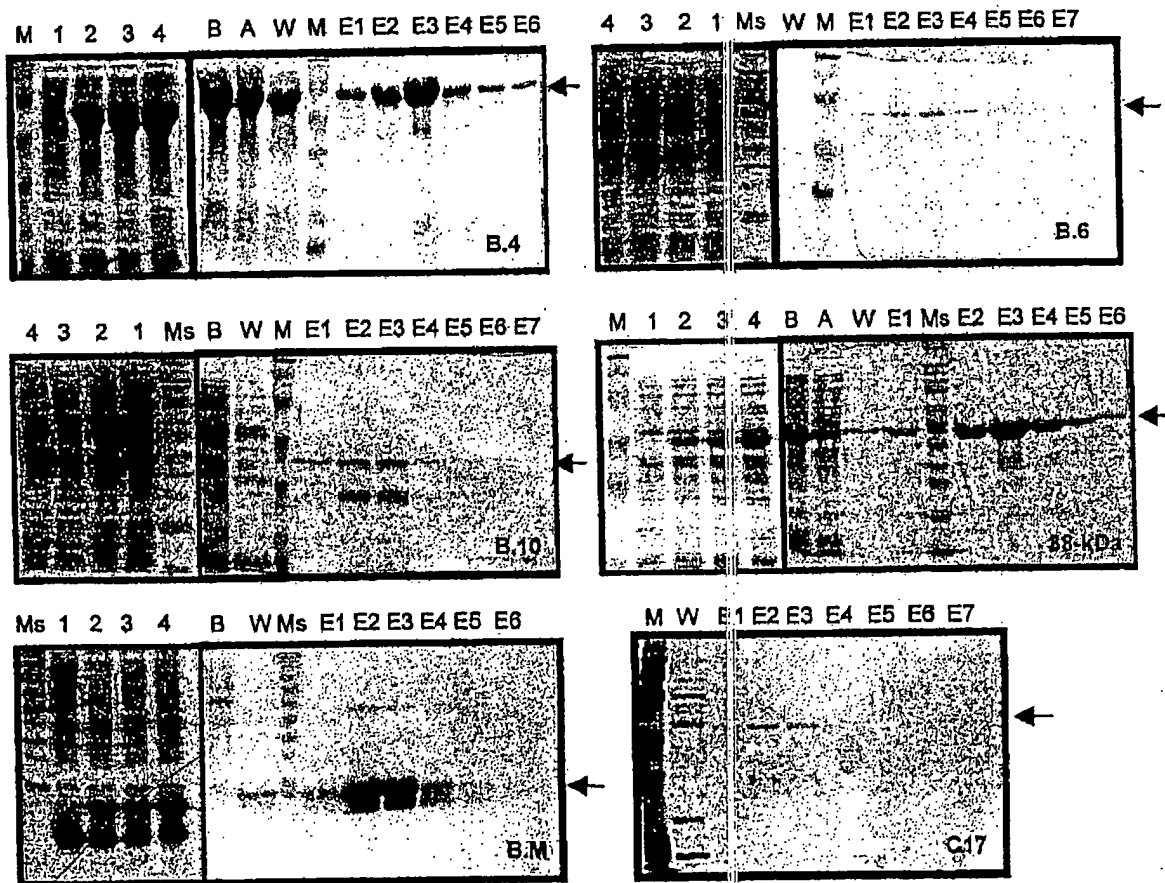 M 1 2 3 4 B A W M E1 E2 E3 E4 E5 E6
B.4
4 3 2 1 Ms W M E1 E2 E3 E4 E5 E6 E7
B.6
4 3 2 1 Ms B W M E1 E2 E3 E4 E5 E6 E7
B.10
M 1 2 3 4 B A W E1 Ms E2 E3 E4 E5 E6
-kDa
Ms 1 2 3 4 B W Ms E1 E2 E3 E4 E5 E6
B.M
M W E1 E2 E3 E4 E5 E6 E7
C.17